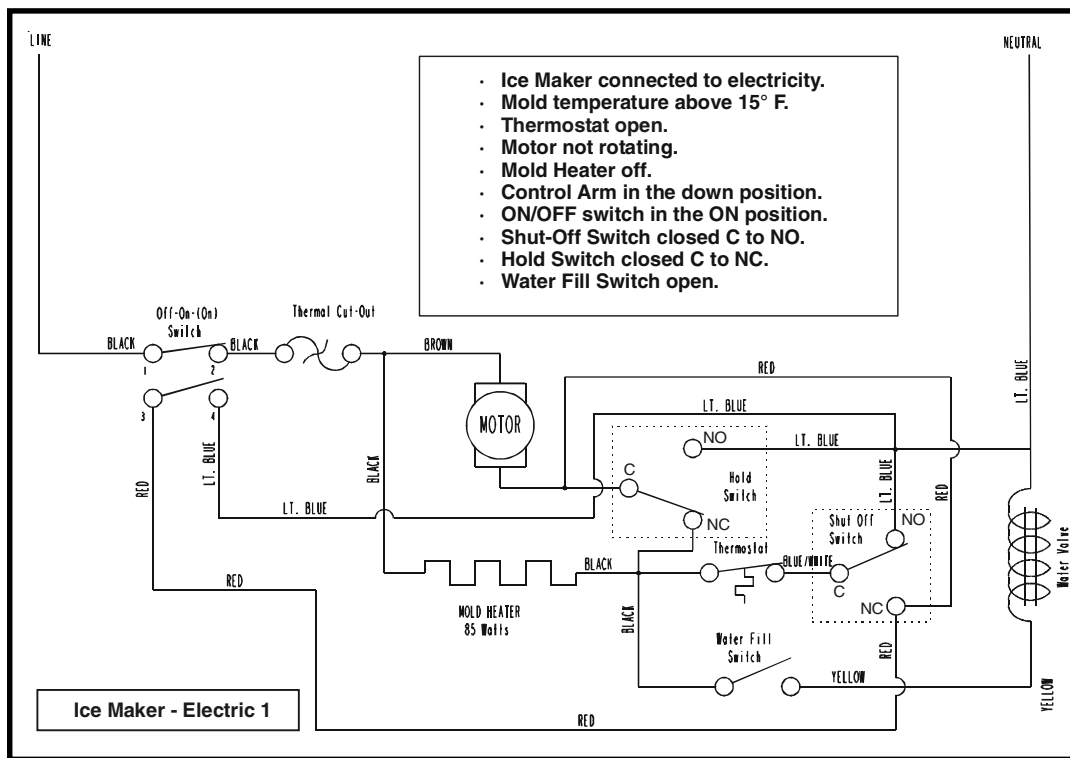 LINE
NEUTRAL
· Ice Maker connected to electricity.
· Mold temperature above 15° F.
· Thermostat open.
· Motor not rotating.
· Mold Heater off.
· Control Arm in the down position.
· ON/OFF switch in the ON position.
· Shut-Off Switch closed C to NO.
· Hold Switch closed C to NC.
· Water Fill Switch open.
Off-On-(On)
Switch
Thermal Cut-Out
BLACK
BLACK
BROWN
RED
LT. BLUE
1
2
3
4
MOTOR
LT. BLUE
NO
LT. BLUE
C
Hold
Switch
NC
RED
LT. BLUE
BLACK
LT. BLUE
LT. BLUE
RED
Shut Off
Switch
NO
Thermostat
BLUE/WHITE
C
NC
BLACK
RED
MOLD HEATER
85 Watts
BLACK
Water Fill
Switch
RED
YELLOW
Water Valve
YELLOW
Ice Maker - Electric 1
RED